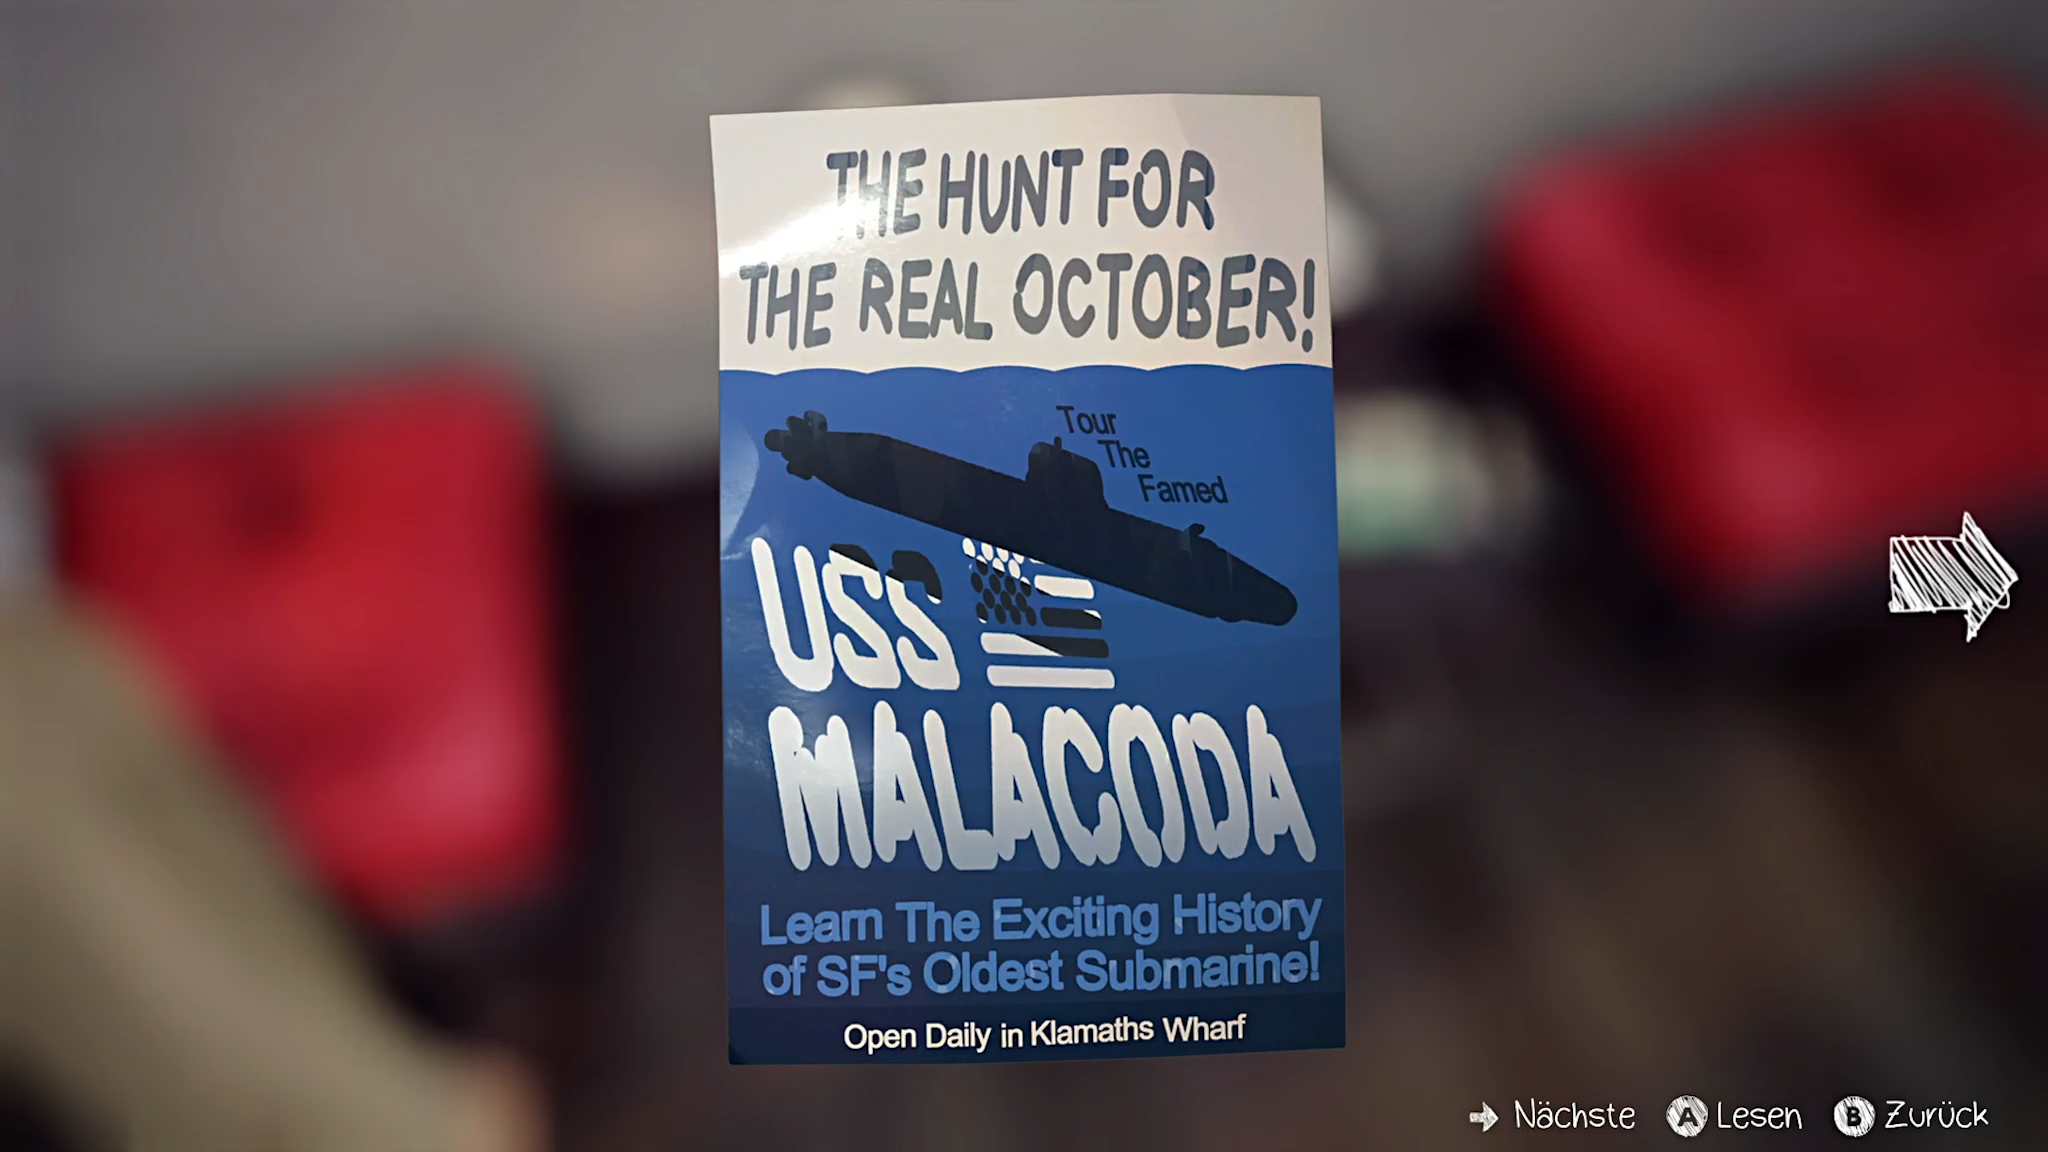 THE HUNT FOR
THE REAL OCTOBER!
Tour
The
Famed
USS
MALACODA
Learn The Exciting History
of SF's Oldest Submarine!
Open Daily in Klamaths Wharf
Nächste
A Lesen
B Zurück